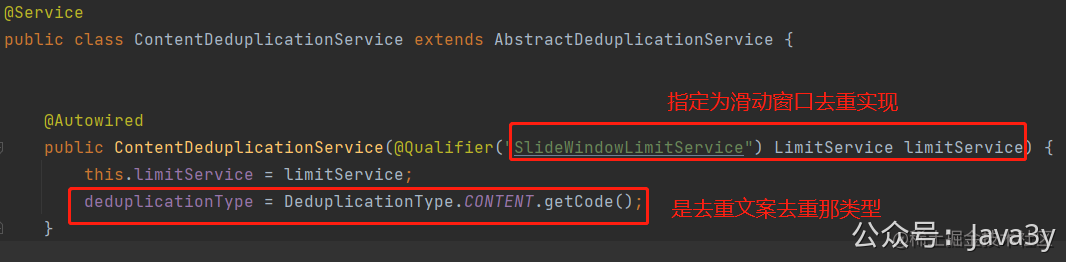 @Service
public class ContentDeduplicationService extends AbstractDeduplicationService {
指定为滑动窗口去重实现
@Autowired
public ContentDeduplicationService(@Qualifier("SlideWindowLimitService") LimitService limitService) {
this.limitService = limitService;
deduplicationType = DeduplicationType.CONTENT.getCode();
是去重文案去重那类型
}
公众号:Java3y
@稀土掘金技术社区